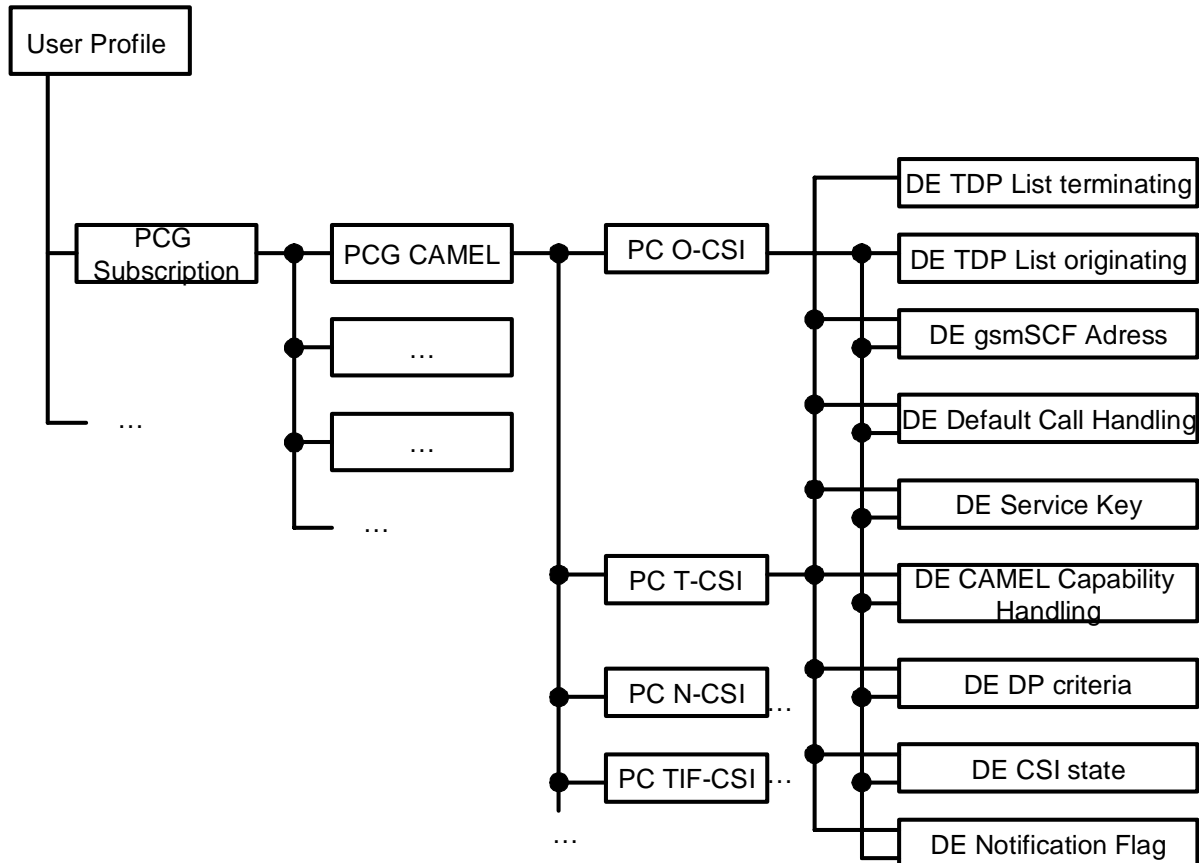 User Profile
DE TDP List terminating
PCG
Subscription
PCG CAMEL
PC O-CSI
DE TDP List originating
…
DE gsmSCF Adress
…
…
DE Default Call Handling
…
DE Service Key
PC T-CSI
DE CAMEL Capability
Handling
PC N-CSI
…
DE DP criteria
PC TIF-CSI
…
DE CSI state
…
DE Notification Flag